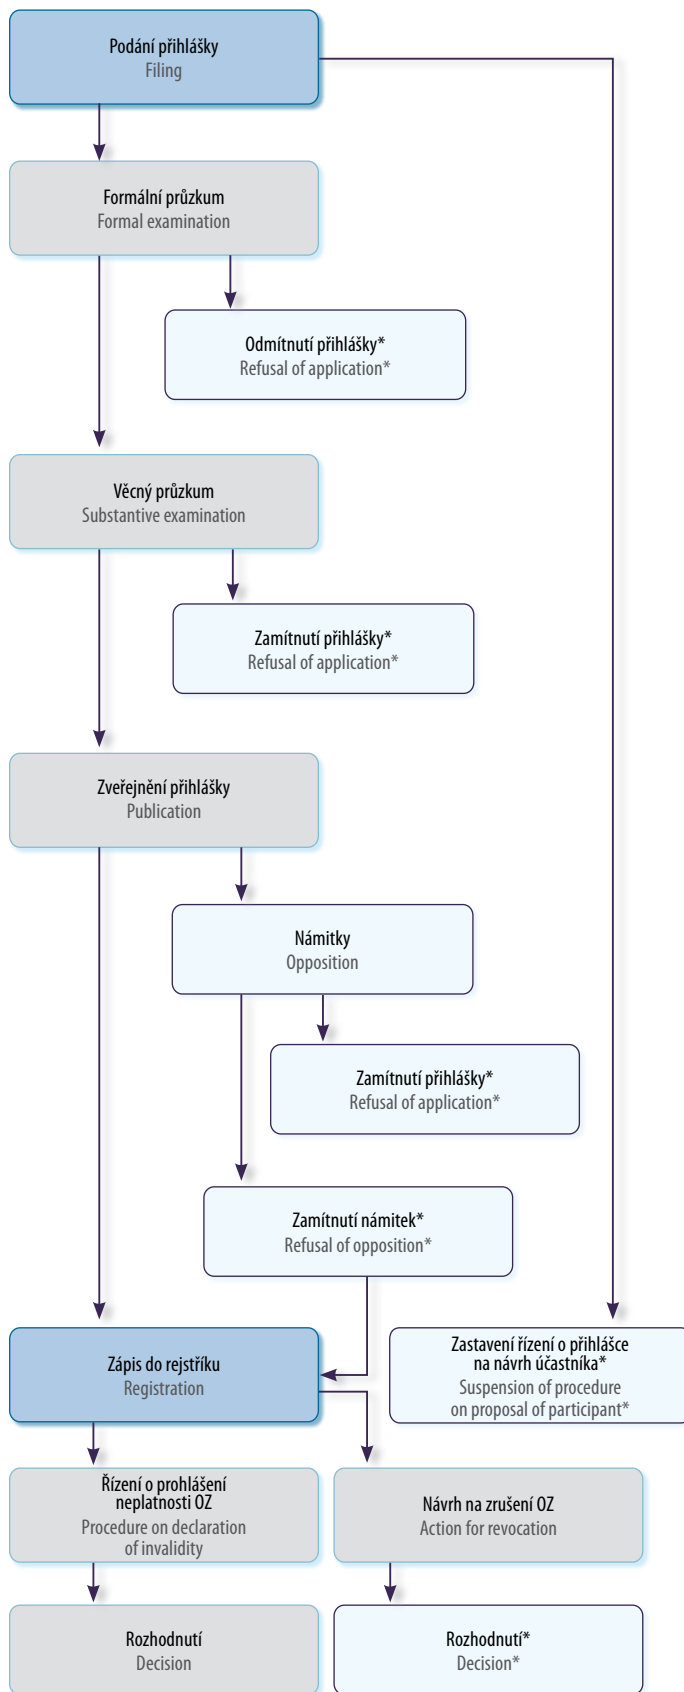 Podání přihlášky
Filing
Formální průzkum
Formal examination
Odmítnutí přihlášky*
Refusal of application*
Věcný průzkum
Substantive examination
Zamítnutí přihlášky*
Refusal of application*
Zveřejnění přihlášky
Publication
Námitky
Opposition
Zamítnutí přihlášky*
Refusal of application*
Zamítnutí námitek*
Refusal of opposition*
Zápis do rejstříku
Registration
Zastavení řízení o přihlášce
na návrh účastníka*
Suspension of procedure
on proposal of participant*
Řízení o prohlášení
neplatnosti OZ
Procedure on declaration
of invalidity
Návrh na zrušení OZ
Action for revocation
Rozhodnutí
Decision
Rozhodnutí*
Decision*